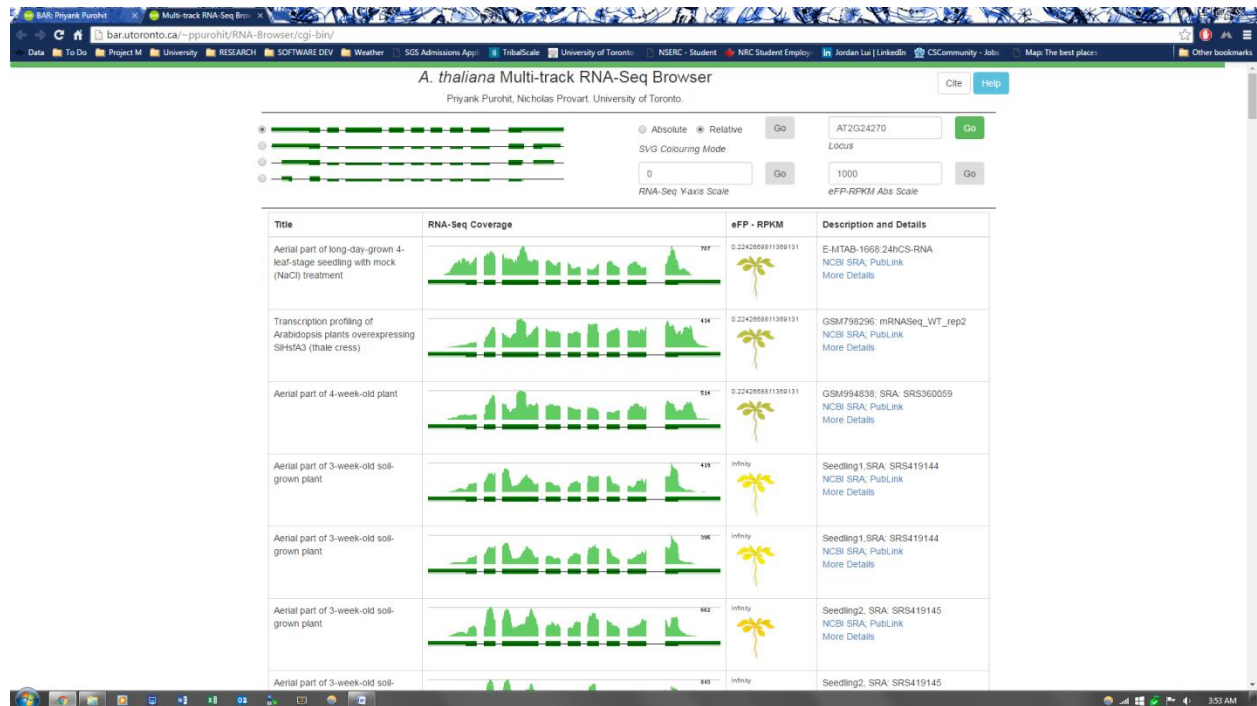 BAR: Priyank Purohit
Multi-track RNA-Seq Brow
bar.utoronto.ca/~ppurohit/RNA-Browser/cgi-bin/
Data To Do Project M University RESEARCH SOFTWARE DEV Weather SGS Admissions Appli TribalScale University of Toronto NSERC - Student NRC Student Employ Jordan Lui | LinkedIn CSCommunity - Jobs Map: The best places Other bookmarks
A. thaliana Multi-track RNA-Seq Browser
Cite Help
Priyank Purohit, Nicholas Provart. University of Toronto.
Absolute Relative Go AT2G24270 Go
SVG Colouring Mode Locus
0 Go 1000 Go
RNA-Seq Y-axis Scale eFP-RPKM Abs Scale
Title RNA-Seq Coverage eFP - RPKM Description and Details
Aerial part of long-day-grown 4-
leaf-stage seedling with mock
(NaCl) treatment
767
E-MTAB-1668:24hCS-RNA
NCBI SRA; PubLink
More Details
Transcription profiling of
Arabidopsis plants overexpressing
SlHsfA3 (thale cress)
414
GSM798296: mRNASeq_WT_rep2
NCBI SRA; PubLink
More Details
Aerial part of 4-week-old plant
514
GSM994838; SRA: SRS360059
NCBI SRA; PubLink
More Details
Aerial part of 3-week-old soil-
grown plant
419
Infinity
Seedling1,SRA: SRS419144
NCBI SRA; PubLink
More Details
Aerial part of 3-week-old soil-
grown plant
395
Infinity
Seedling1,SRA: SRS419144
NCBI SRA; PubLink
More Details
Aerial part of 3-week-old soil-
grown plant
662
Infinity
Seedling2, SRA: SRS419145
NCBI SRA; PubLink
More Details
Aerial part of 3-week-old soil-
Infinity
Seedling2, SRA: SRS419145
3:53 AM